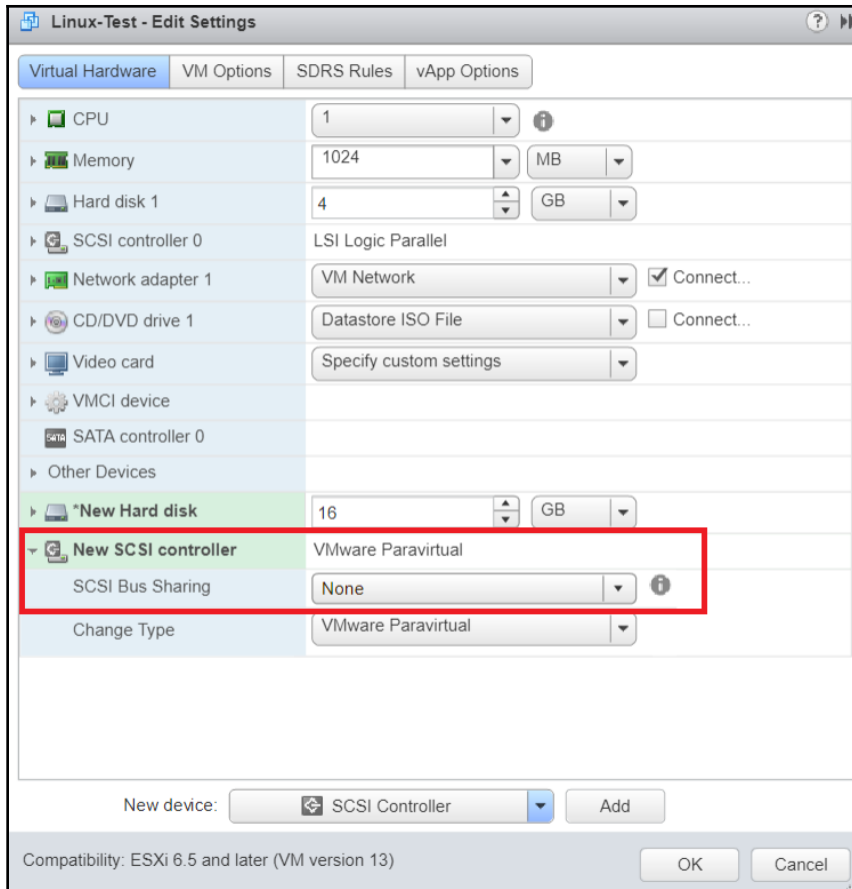 Linux-Test - Edit Settings ?
Virtual Hardware VM Options SDRS Rules vApp Options
CPU 1
Memory 1024 MB
Hard disk 1 4 GB
SCSI controller 0 LSI Logic Parallel
Network adapter 1 VM Network Connect...
CD/DVD drive 1 Datastore ISO File Connect...
Video card Specify custom settings
VMCI device
SATA SATA controller 0
Other Devices
*New Hard disk 16 GB
New SCSI controller VMware Paravirtual
SCSI Bus Sharing None
Change Type VMware Paravirtual
New device: SCSI Controller Add
Compatibility: ESXi 6.5 and later (VM version 13) OK Cancel